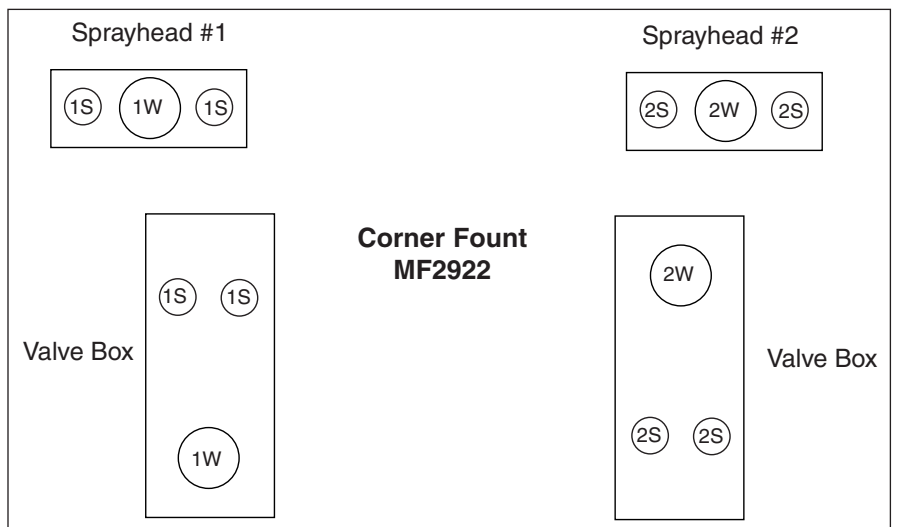 Sprayhead #1
Sprayhead #2
1S 1W 1S
2S 2W 2S
Corner Fount
MF2922
2W
1S 1S
Valve Box
Valve Box
2S 2S
1W